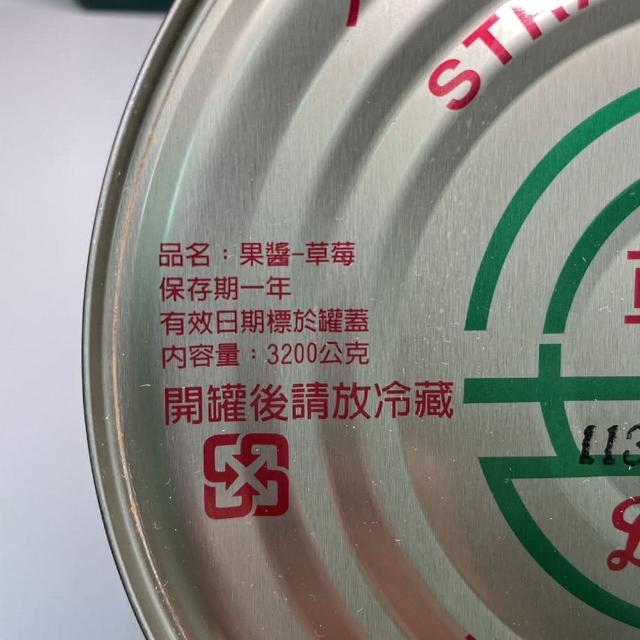 品名：果醬-草莓
保存期一年
有效日期標於罐蓋
內容量：3200公克
開罐後請放冷藏
113